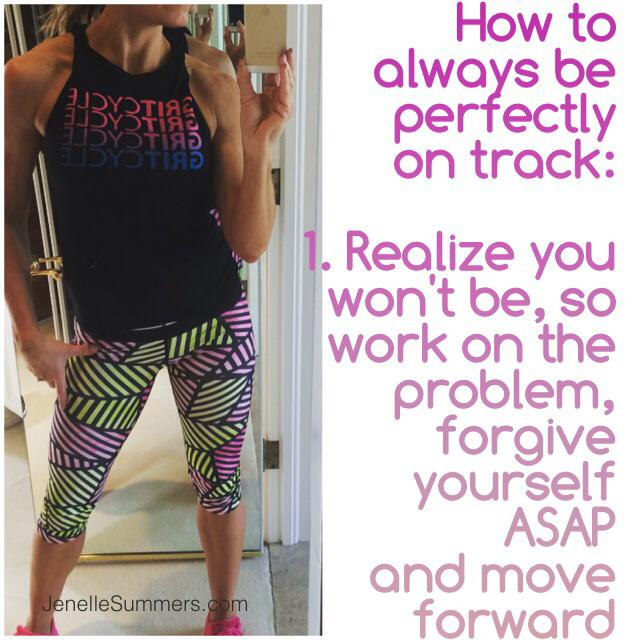 How to
always be
perfectly
on track:
1. Realize you
won't be, so
work on the
problem,
forgive
yourself
ASAP
and move
forward
GRITCYCLE
GRITCYCLE
GRITCYCLE
GRITCYCLE
JenelleSummers.com